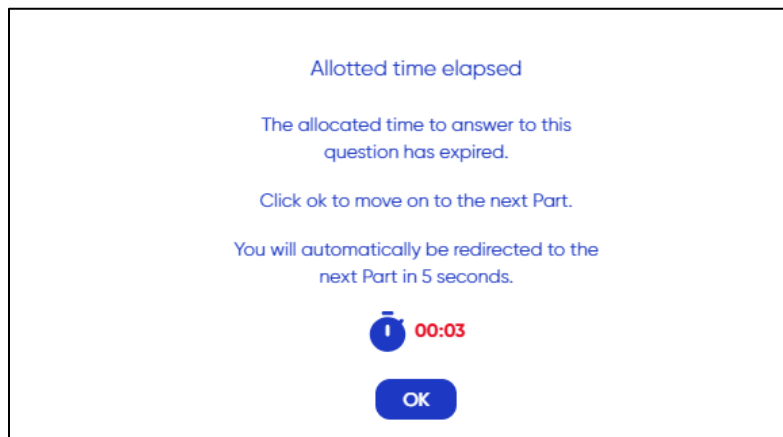 Allotted time elapsed
The allocated time to answer to this
question has expired.
Click ok to move on to the next Part.
You will automatically be redirected to the
next Part in 5 seconds.
00:03
OK